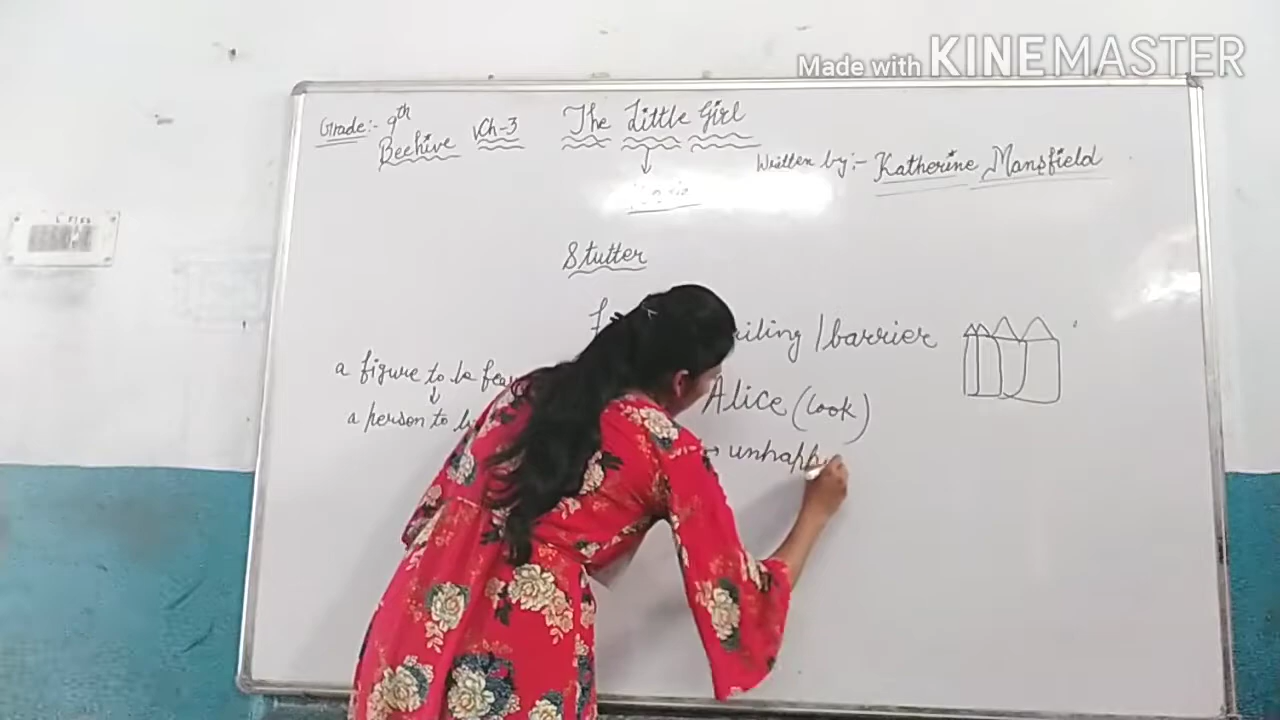 Made with KINEMASTER
Grade:- 9th
Beehive Ch-3
The Little Girl
Written by:- Katherine Mansfield
Stutter
railing / barrier
a figure to be
Alice (look)
a person to
→ unhapp